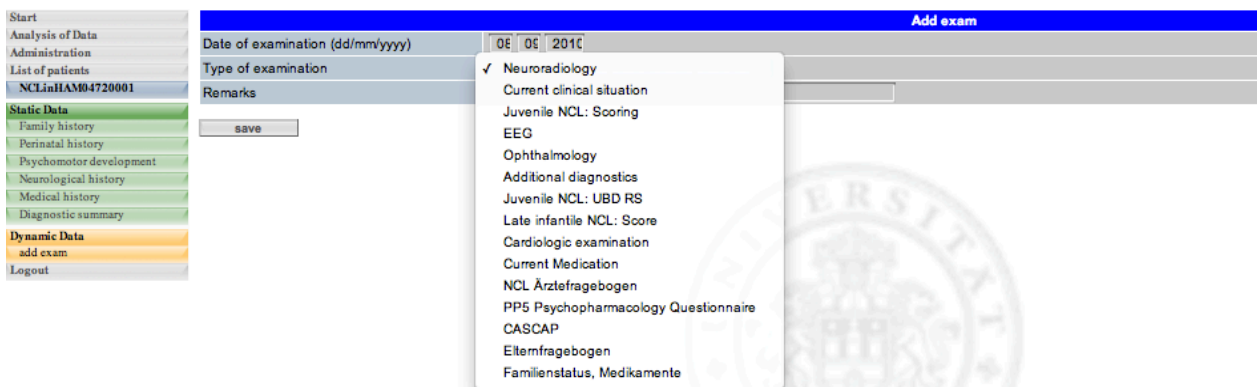 Start
Analysis of Data
Administration
List of patients
NCLinHAM04720001
Static Data
Family history
Perinatal history
Psychomotor development
Neurological history
Medical history
Diagnostic summary
Dynamic Data
add exam
Logout
Add exam
Date of examination (dd/mm/yyyy) 08 09 2010
Type of examination
Remarks
save
✓ Neuroradiology
Current clinical situation
Juvenile NCL: Scoring
EEG
Ophthalmology
Additional diagnostics
Juvenile NCL: UBD RS
Late infantile NCL: Score
Cardiologic examination
Current Medication
NCL Ärztefragebogen
PP5 Psychopharmacology Questionnaire
CASCAP
Elternfragebogen
Familienstatus, Medikamente